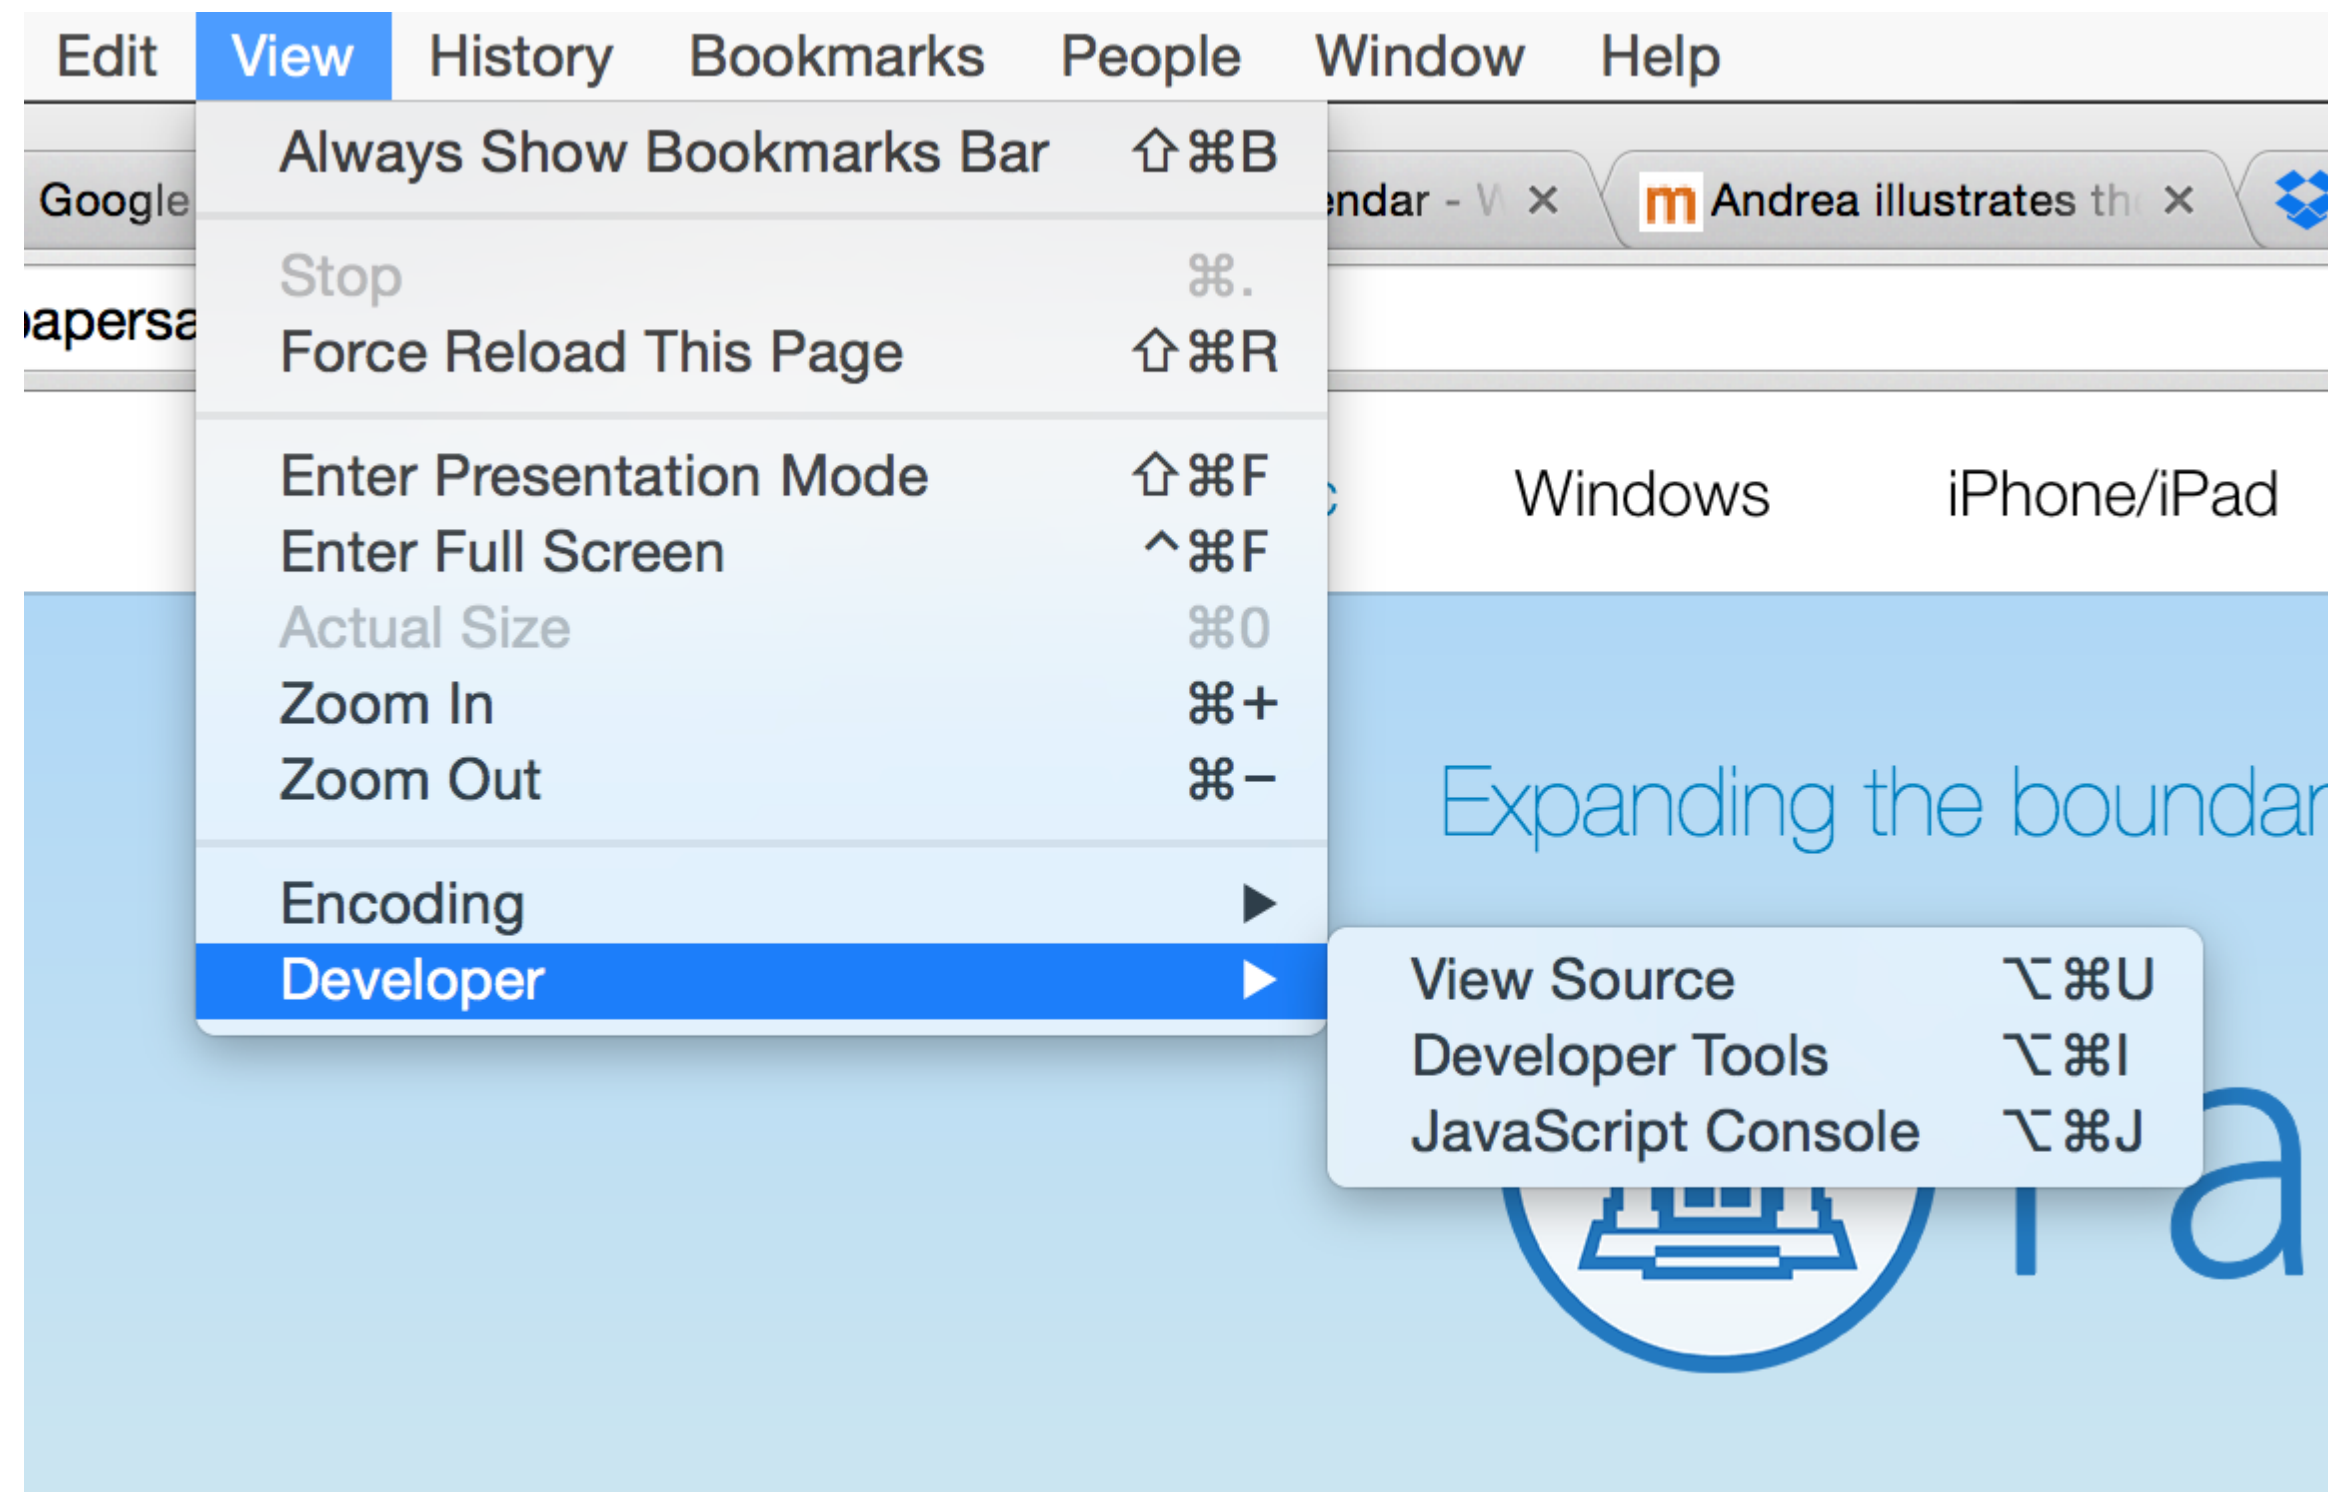 Edit View History Bookmarks People Window Help
Always Show Bookmarks Bar ⇧⌘B
Google
endar - W
Andrea illustrates th
Stop ⌘.
papersa
Force Reload This Page ⇧⌘R
Enter Presentation Mode ⇧⌘F
Windows iPhone/iPad
Enter Full Screen ^⌘F
Actual Size ⌘0
Zoom In ⌘+
Zoom Out ⌘−
Expanding the boundar
Encoding ▶
Developer ▶
View Source ⌥⌘U
Developer Tools ⌥⌘I
JavaScript Console ⌥⌘J